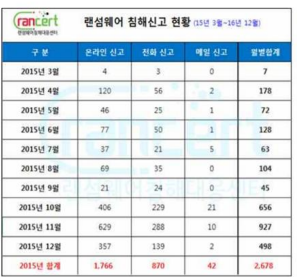 rancert
랜섬웨어침해대응센터
랜섬웨어 침해신고 현황 (15년 3월~16년 12월)
구 분 온라인 신고 전화 신고 메일 신고 월별합계
2015년 3월 4 3 0 7
2015년 4월 120 56 2 178
2015년 5월 46 25 1 72
2015년 6월 77 50 1 128
2015년 7월 37 21 5 63
2015년 8월 69 35 0 104
2015년 9월 21 24 0 45
2015년 10월 406 229 21 656
2015년 11월 629 288 10 927
2015년 12월 357 139 2 498
2015년 합계 1,766 870 42 2,678